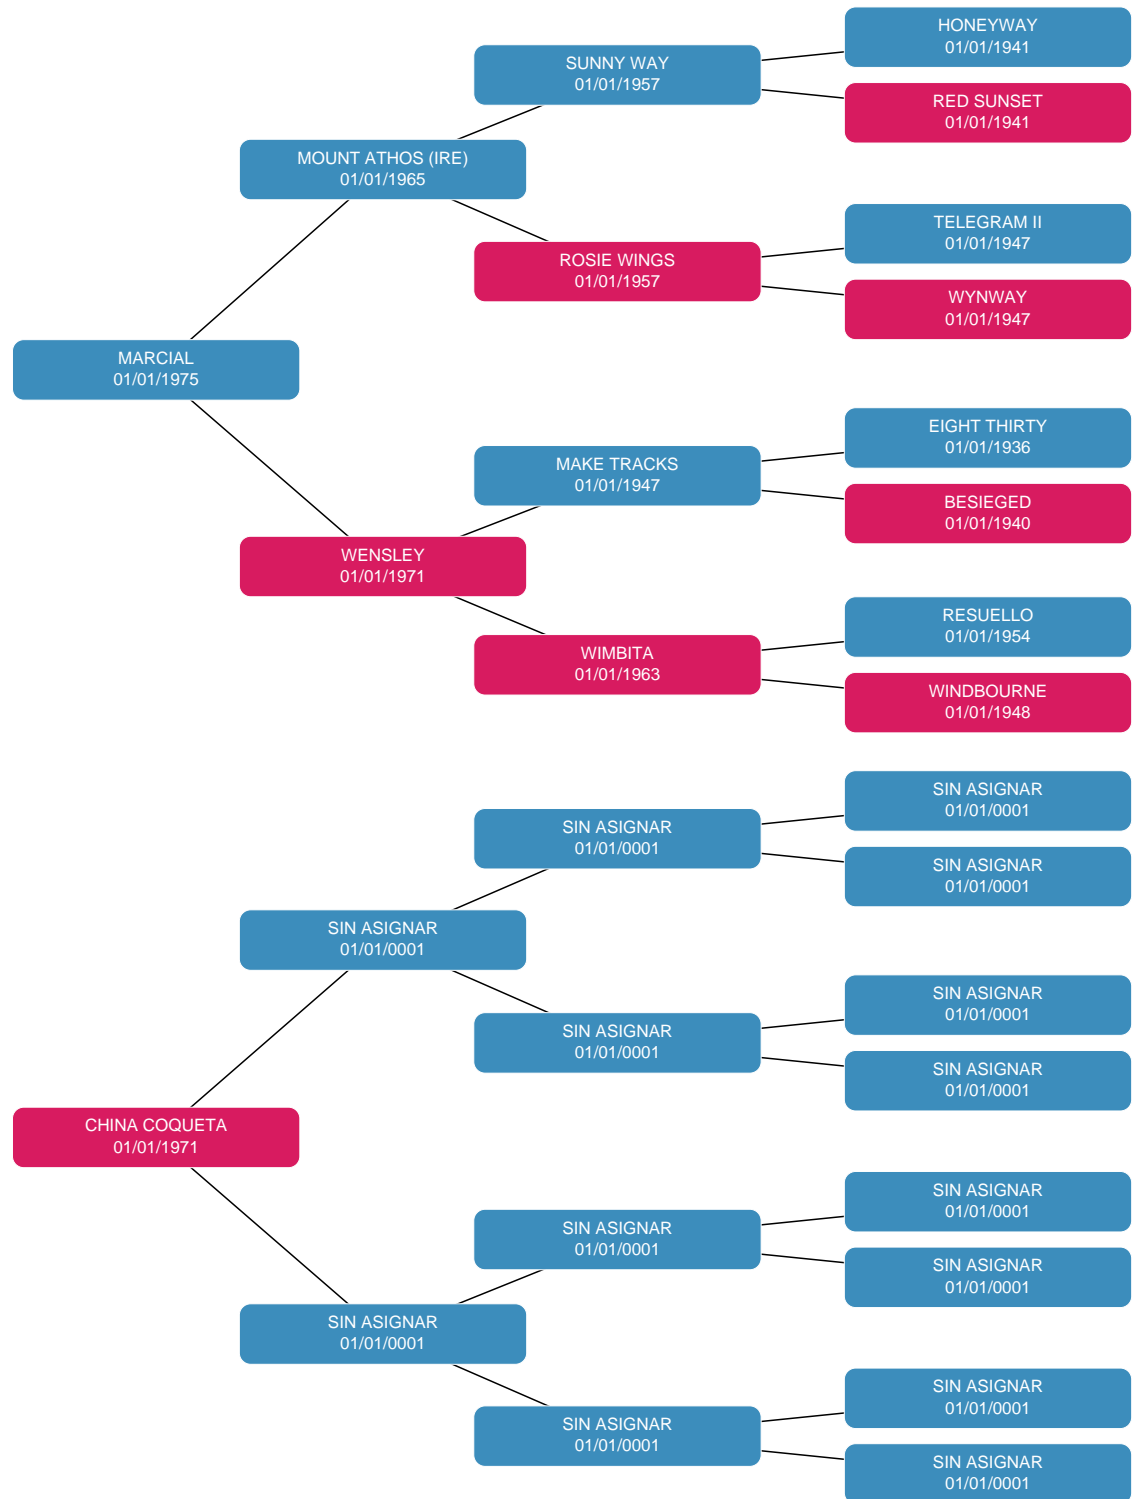 HONEYWAY
01/01/1941
SUNNY WAY
01/01/1957
RED SUNSET
01/01/1941
MOUNT ATHOS (IRE)
01/01/1965
TELEGRAM II
01/01/1947
ROSIE WINGS
01/01/1957
WYNWAY
01/01/1947
MARCIAL
01/01/1975
EIGHT THIRTY
01/01/1936
MAKE TRACKS
01/01/1947
BESIEGED
01/01/1940
WENSLEY
01/01/1971
RESUELLO
01/01/1954
WIMBITA
01/01/1963
WINDBOURNE
01/01/1948
SIN ASIGNAR
01/01/0001
SIN ASIGNAR
01/01/0001
SIN ASIGNAR
01/01/0001
SIN ASIGNAR
01/01/0001
SIN ASIGNAR
01/01/0001
SIN ASIGNAR
01/01/0001
SIN ASIGNAR
01/01/0001
CHINA COQUETA
01/01/1971
SIN ASIGNAR
01/01/0001
SIN ASIGNAR
01/01/0001
SIN ASIGNAR
01/01/0001
SIN ASIGNAR
01/01/0001
SIN ASIGNAR
01/01/0001
SIN ASIGNAR
01/01/0001
SIN ASIGNAR
01/01/0001